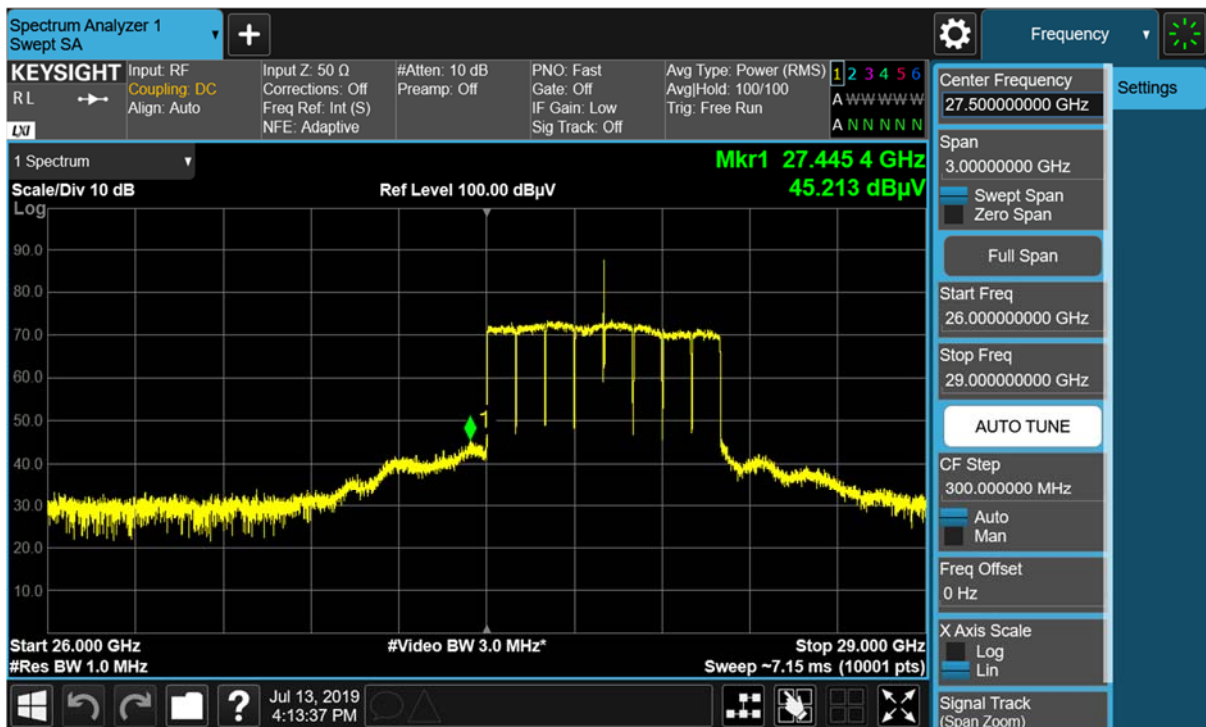 Spectrum Analyzer 1
Swept SA
Frequency
KEYSIGHT
R L
LXI
Input: RF
Coupling: DC
Align: Auto
Input Z: 50 Ω
Corrections: Off
Freq Ref: Int (S)
NFE: Adaptive
#Atten: 10 dB
Preamp: Off
PNO: Fast
Gate: Off
IF Gain: Low
Sig Track: Off
Avg Type: Power (RMS)
Avg|Hold: 100/100
Trig: Free Run
1 2 3 4 5 6
A W W W W W
A N N N N N
1 Spectrum
Scale/Div 10 dB
Log
Ref Level 100.00 dBµV
Mkr1 27.445 4 GHz
45.213 dBµV
90.0
80.0
70.0
60.0
50.0
40.0
30.0
20.0
10.0
1
Start 26.000 GHz
#Res BW 1.0 MHz
#Video BW 3.0 MHz*
Stop 29.000 GHz
Sweep ~7.15 ms (10001 pts)
Center Frequency
27.500000000 GHz
Settings
Span
3.00000000 GHz
Swept Span
Zero Span
Full Span
Start Freq
26.000000000 GHz
Stop Freq
29.000000000 GHz
AUTO TUNE
CF Step
300.000000 MHz
Auto
Man
Freq Offset
0 Hz
X Axis Scale
Log
Lin
Signal Track
(Span Zoom)
?
Jul 13, 2019
4:13:37 PM